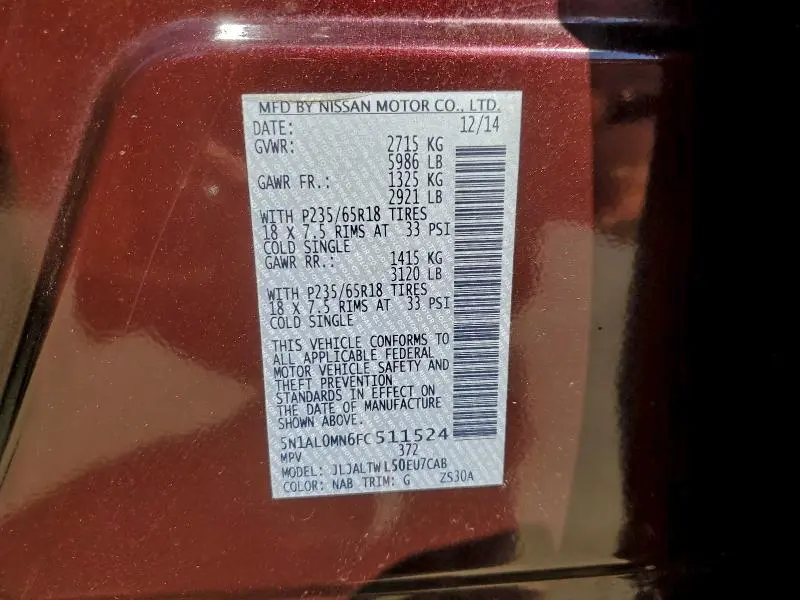 MFD BY NISSAN MOTOR CO., LTD.
DATE: 12/14
GVWR: 2715 KG
5986 LB
GAWR FR.: 1325 KG
2921 LB
WITH P235/65R18 TIRES
18 X 7.5 RIMS AT 33 PSI
COLD SINGLE
GAWR RR.: 1415 KG
3120 LB
WITH P235/65R18 TIRES
18 X 7.5 RIMS AT 33 PSI
COLD SINGLE
THIS VEHICLE CONFORMS TO
ALL APPLICABLE FEDERAL
MOTOR VEHICLE SAFETY AND
THEFT PREVENTION
STANDARDS IN EFFECT ON
THE DATE OF MANUFACTURE
SHOWN ABOVE.
5N1AL0MN6FC511524
MPV 372
MODEL: JLJALTWL50EU7CAB
COLOR: NAB TRIM: G ZS30A